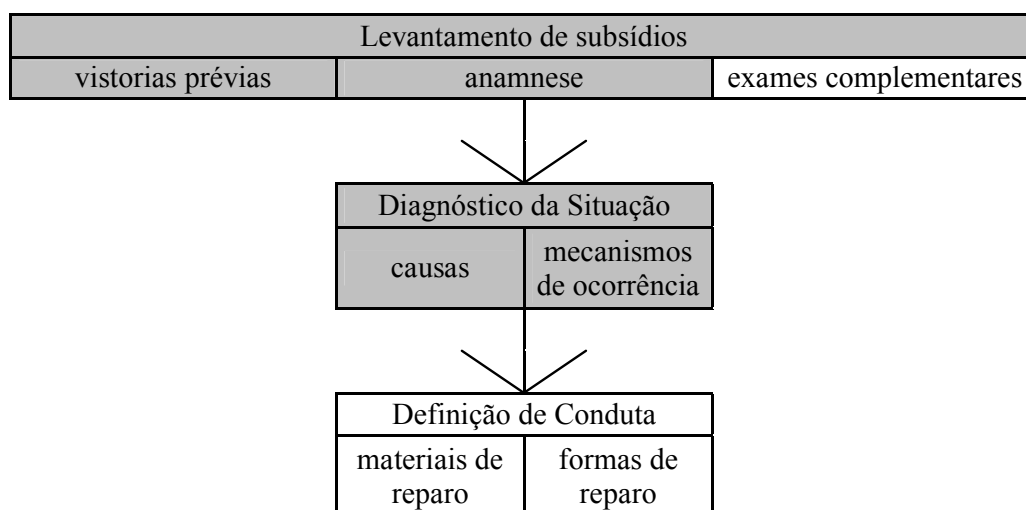 Levantamento de subsídios
vistorias prévias
anamnese
exames complementares
Diagnóstico da Situação
causas
mecanismos
de ocorrência
Definição de Conduta
materiais de
reparo
formas de
reparo